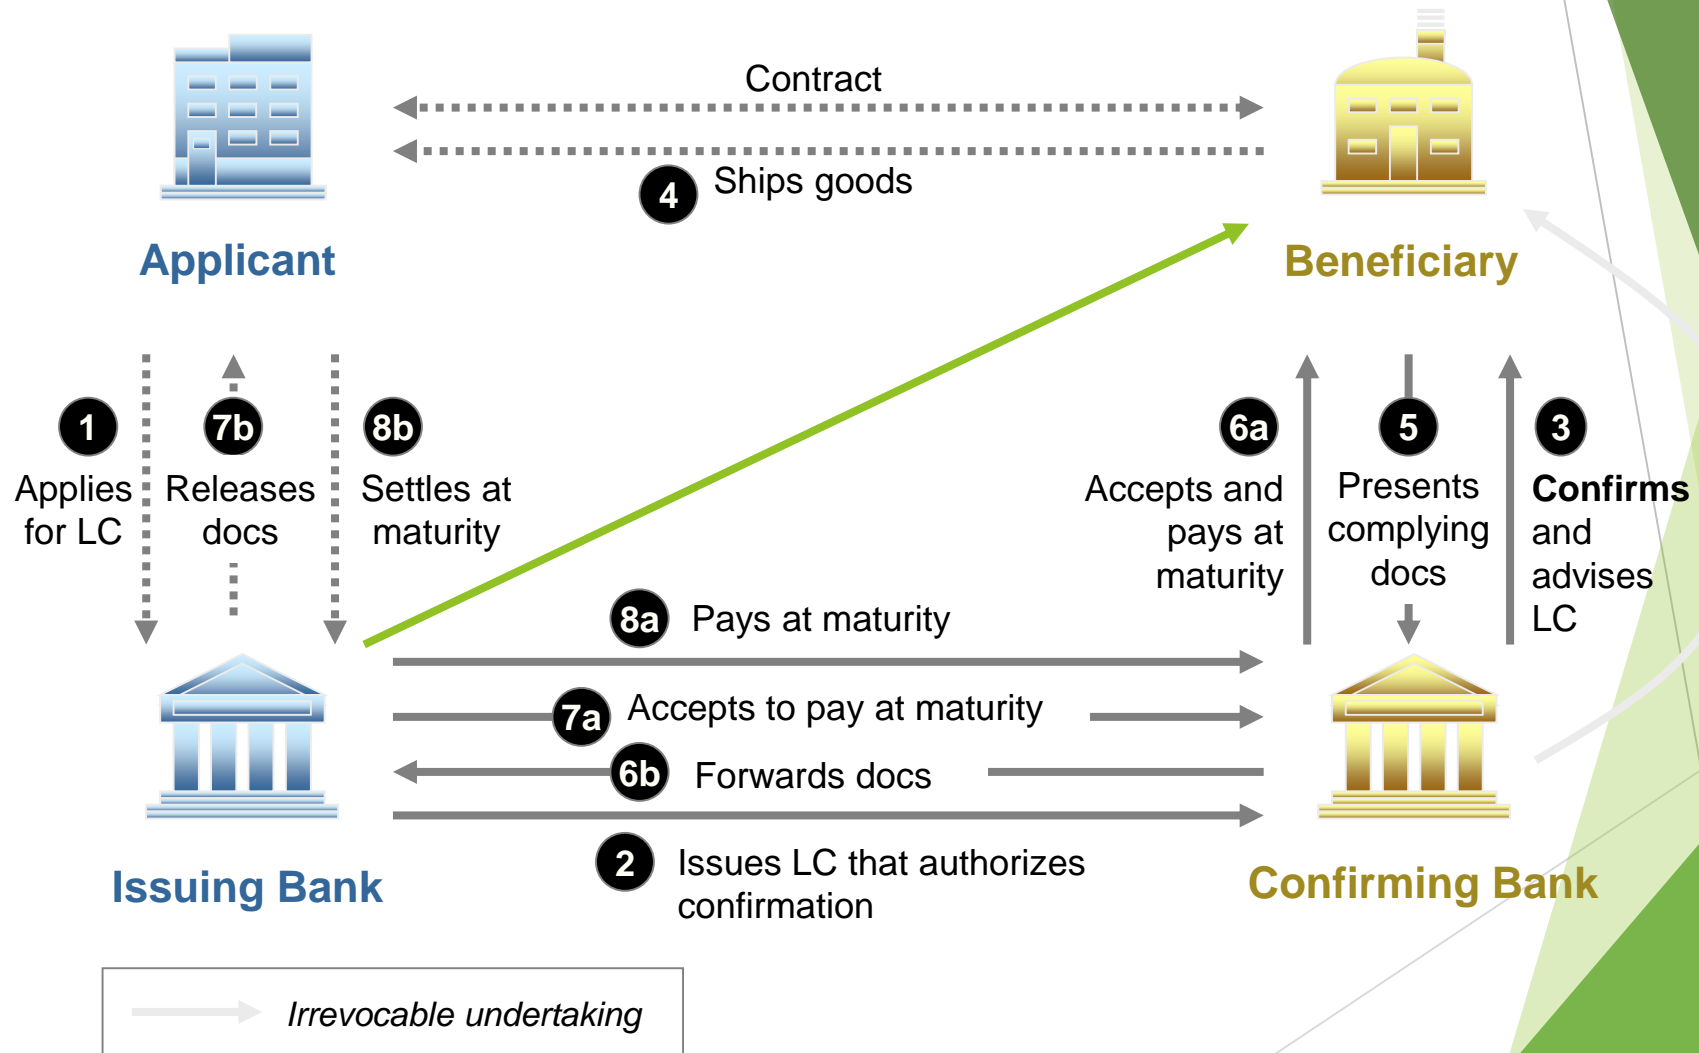 Contract
4
Ships goods
Applicant
Beneficiary
1
Applies
for LC
7b
Releases
docs
8b
Settles at
maturity
6a
Accepts and
pays at
maturity
5
Presents
complying
docs
3
Confirms
and
advises
LC
8a Pays at maturity
7a Accepts to pay at maturity
6b Forwards docs
2 Issues LC that authorizes
confirmation
Issuing Bank
Confirming Bank
Irrevocable undertaking